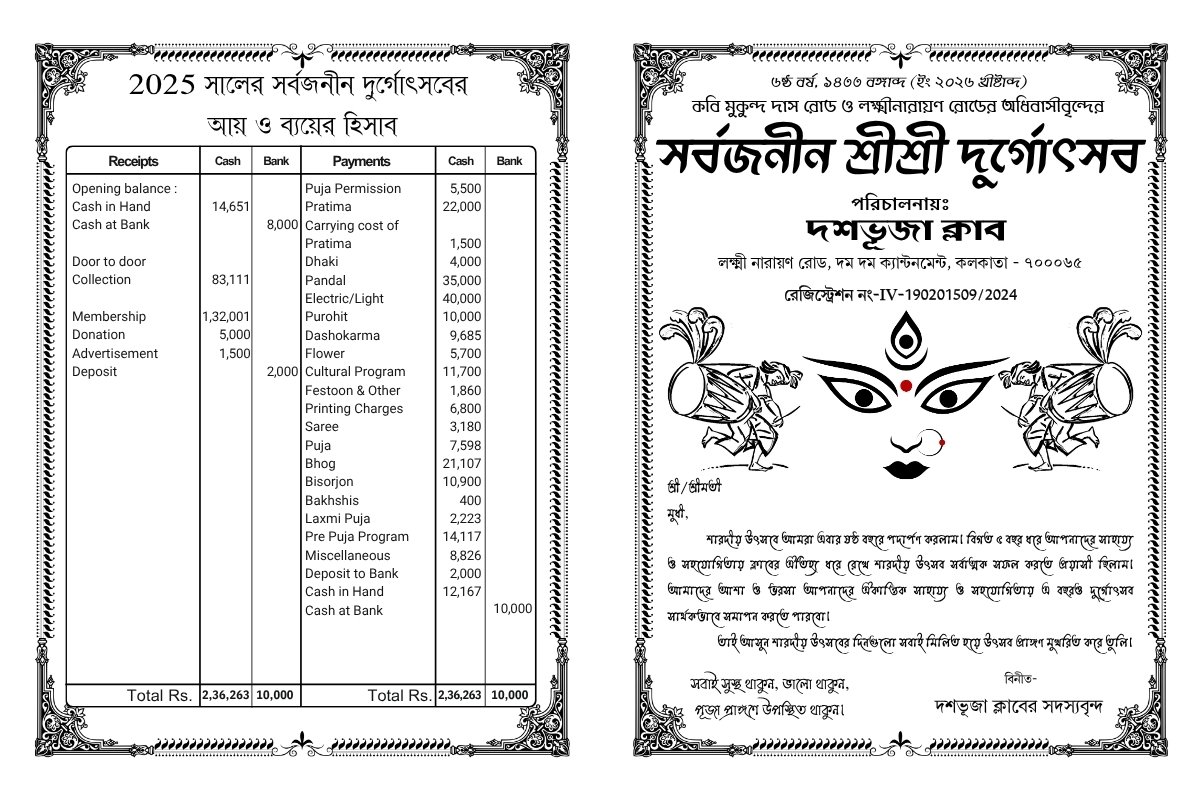 2025 সালের সর্বজনীন দুর্গোৎসবের
আয় ও ব্যয়ের হিসাব
Receipts Cash Bank Payments Cash Bank
Opening balance : Puja Permission 5,500
Cash in Hand 14,651 Pratima 22,000
Cash at Bank 8,000 Carrying cost of
Pratima 1,500
Door to door Dhaki 4,000
Collection 83,111 Pandal 35,000
Electric/Light 40,000
Membership 1,32,001 Purohit 10,000
Donation 5,000 Dashokarma 9,685
Advertisement 1,500 Flower 5,700
Deposit 2,000 Cultural Program 11,700
Festoon & Other 1,860
Printing Charges 6,800
Saree 3,180
Puja 7,598
Bhog 21,107
Bisorjon 10,900
Bakhshis 400
Laxmi Puja 2,223
Pre Puja Program 14,117
Miscellaneous 8,826
Deposit to Bank 2,000
Cash in Hand 12,167
Cash at Bank 10,000
Total Rs. 2,36,263 10,000 Total Rs. 2,36,263 10,000
৬ষ্ঠ বর্ষ, ১৪৩৩ বঙ্গাব্দ (ইং ২০২৬ খ্রীষ্টাব্দ)
কবি মুকুন্দ দাস রোড ও লক্ষ্মীনারায়ণ রোডের অধিবাসীবৃন্দের
সর্বজনীন শ্রীশ্রী দুর্গোৎসব
পরিচালনায়ঃ
দশভূজা ক্লাব
লক্ষ্মী নারায়ণ রোড, দম দম ক্যান্টনমেন্ট, কলকাতা - ৭০০০৬৫
রেজিস্ট্রেশন নং-IV-190201509/2024
শ্রী/শ্রীমতী
সুধী,
শারদীয় উৎসবে আমরা এবার ষষ্ঠ বছরে পদার্পণ করলাম। বিগত ৫ বছর ধরে আপনাদের সাহায্য
ও সহযোগিতায় ক্লাবের ঐতিহ্য ধরে রেখে শারদীয় উৎসব সর্বাত্মক সফল করতে প্রয়াসী ছিলাম।
আমাদের আশা ও ভরসা আপনাদের ঐকান্তিক সাহায্য ও সহযোগিতায় এ বছরও দুর্গোৎসব
সার্থকভাবে সমাপন করতে পারবো।
তাই আসুন শারদীয় উৎসবের দিনগুলো সবাই মিলিত হয়ে উৎসব প্রাঙ্গণ মুখরিত করে তুলি।
সবাই সুস্থ থাকুন, ভালো থাকুন,
পূজা প্রাঙ্গণে উপস্থিত থাকুন।
বিনীত-
দশভূজা ক্লাবের সদস্যবৃন্দ